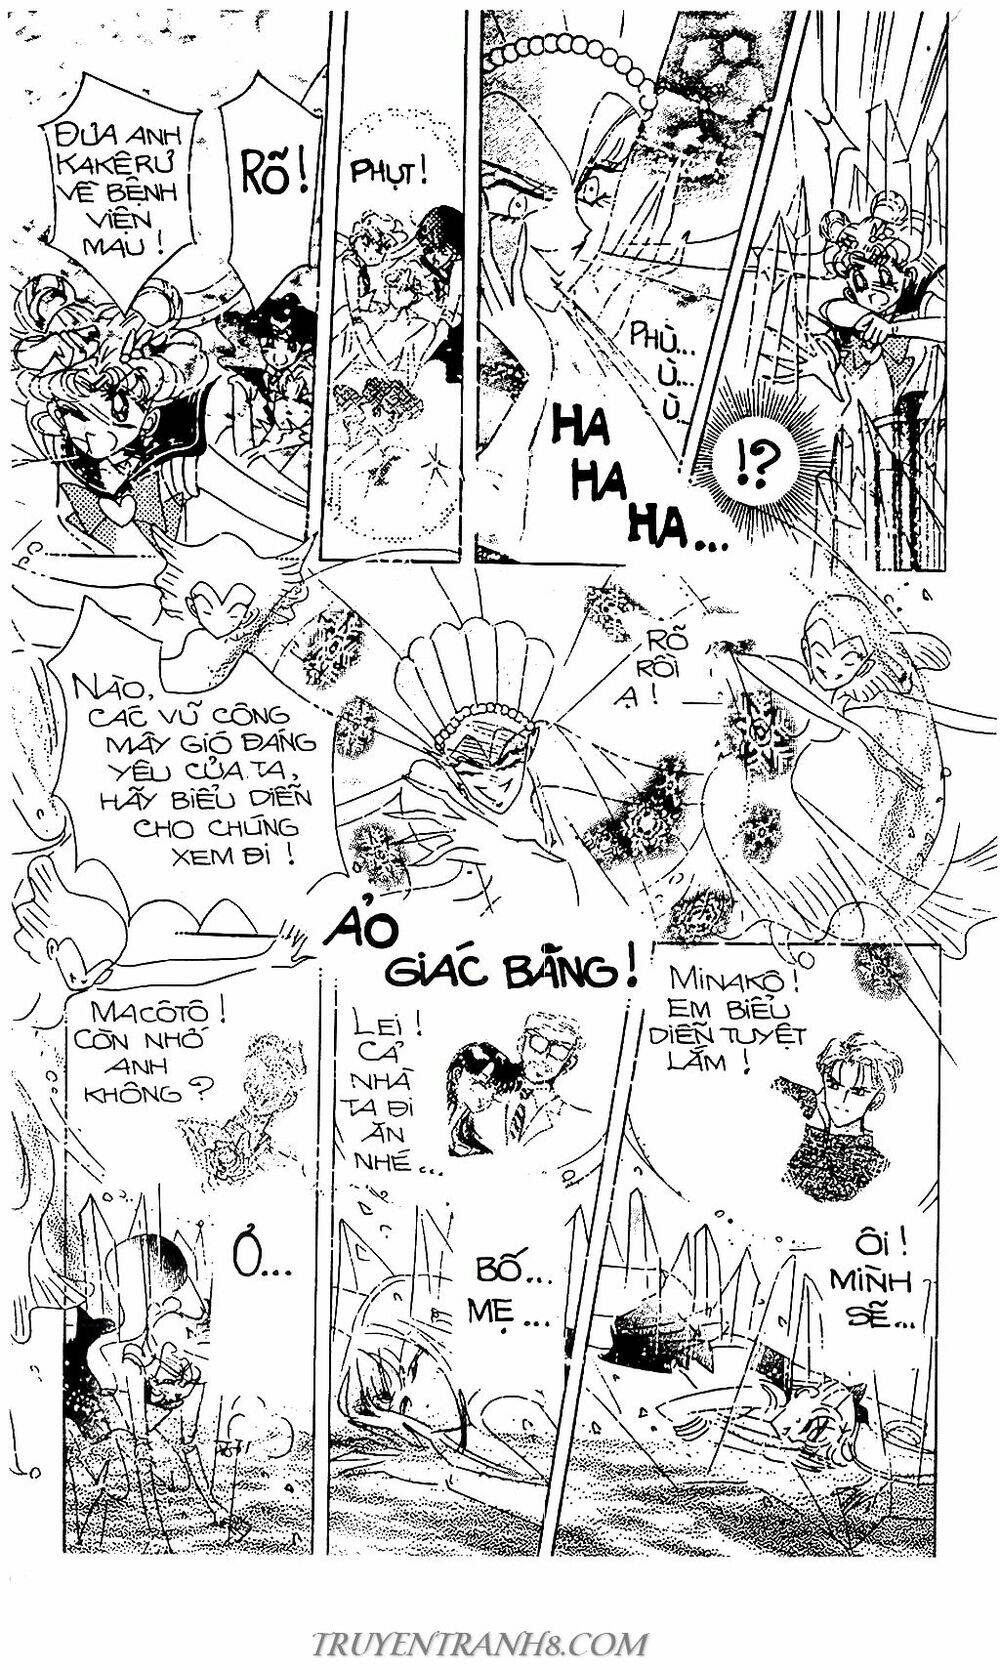 ĐƯA ANH
KAKÊRƯ
VỀ BỆNH
VIỆN
MAU!
RÕ!
PHỤT!
PHÙ...
Ù...
Ù...
HA
HA
HA...
!?
NÀO,
CÁC VŨ CÔNG
MÂY GIÓ ĐÁNG
YÊU CỦA TA,
HÃY BIỂU DIỄN
CHO CHÚNG
XEM ĐI!
RÕ
RỒI
Ạ!
ẢO
GIÁC BĂNG!
MACÔTÔ!
CÒN NHỚ
ANH
KHÔNG?
Ơ...
LEI!
CẢ
NHÀ
TA ĐI
ĂN
NHÉ...
BỐ...
MẸ...
MINAKÔ!
EM BIỂU
DIỄN TUYỆT
LẮM!
ÔI!
MÌNH
SẼ...
TRUYENTRANH8.COM